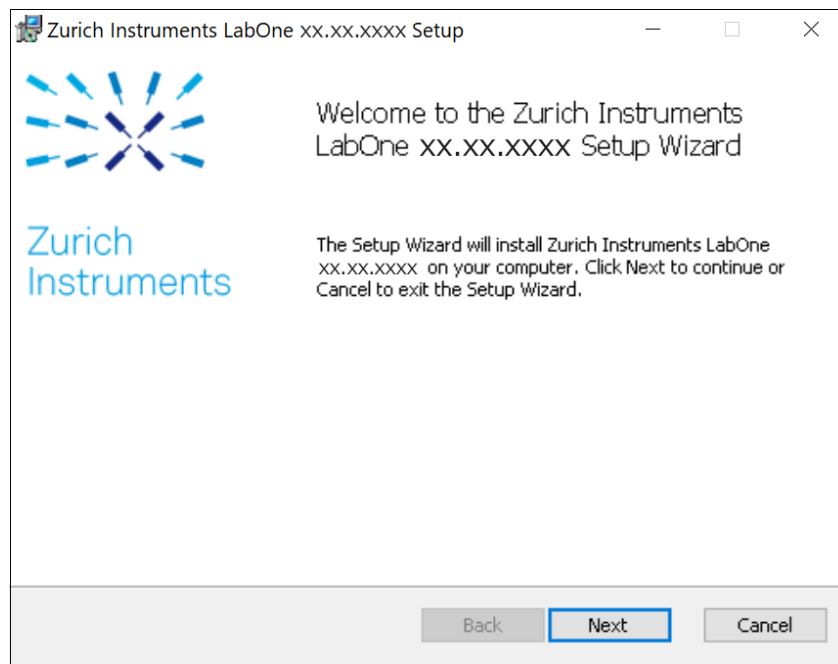 Zurich Instruments LabOne xx.xx.xxxx Setup
Welcome to the Zurich Instruments
LabOne xx.xx.xxxx Setup Wizard
Zurich
Instruments
The Setup Wizard will install Zurich Instruments LabOne
xx.xx.xxxx on your computer. Click Next to continue or
Cancel to exit the Setup Wizard.
Back
Next
Cancel